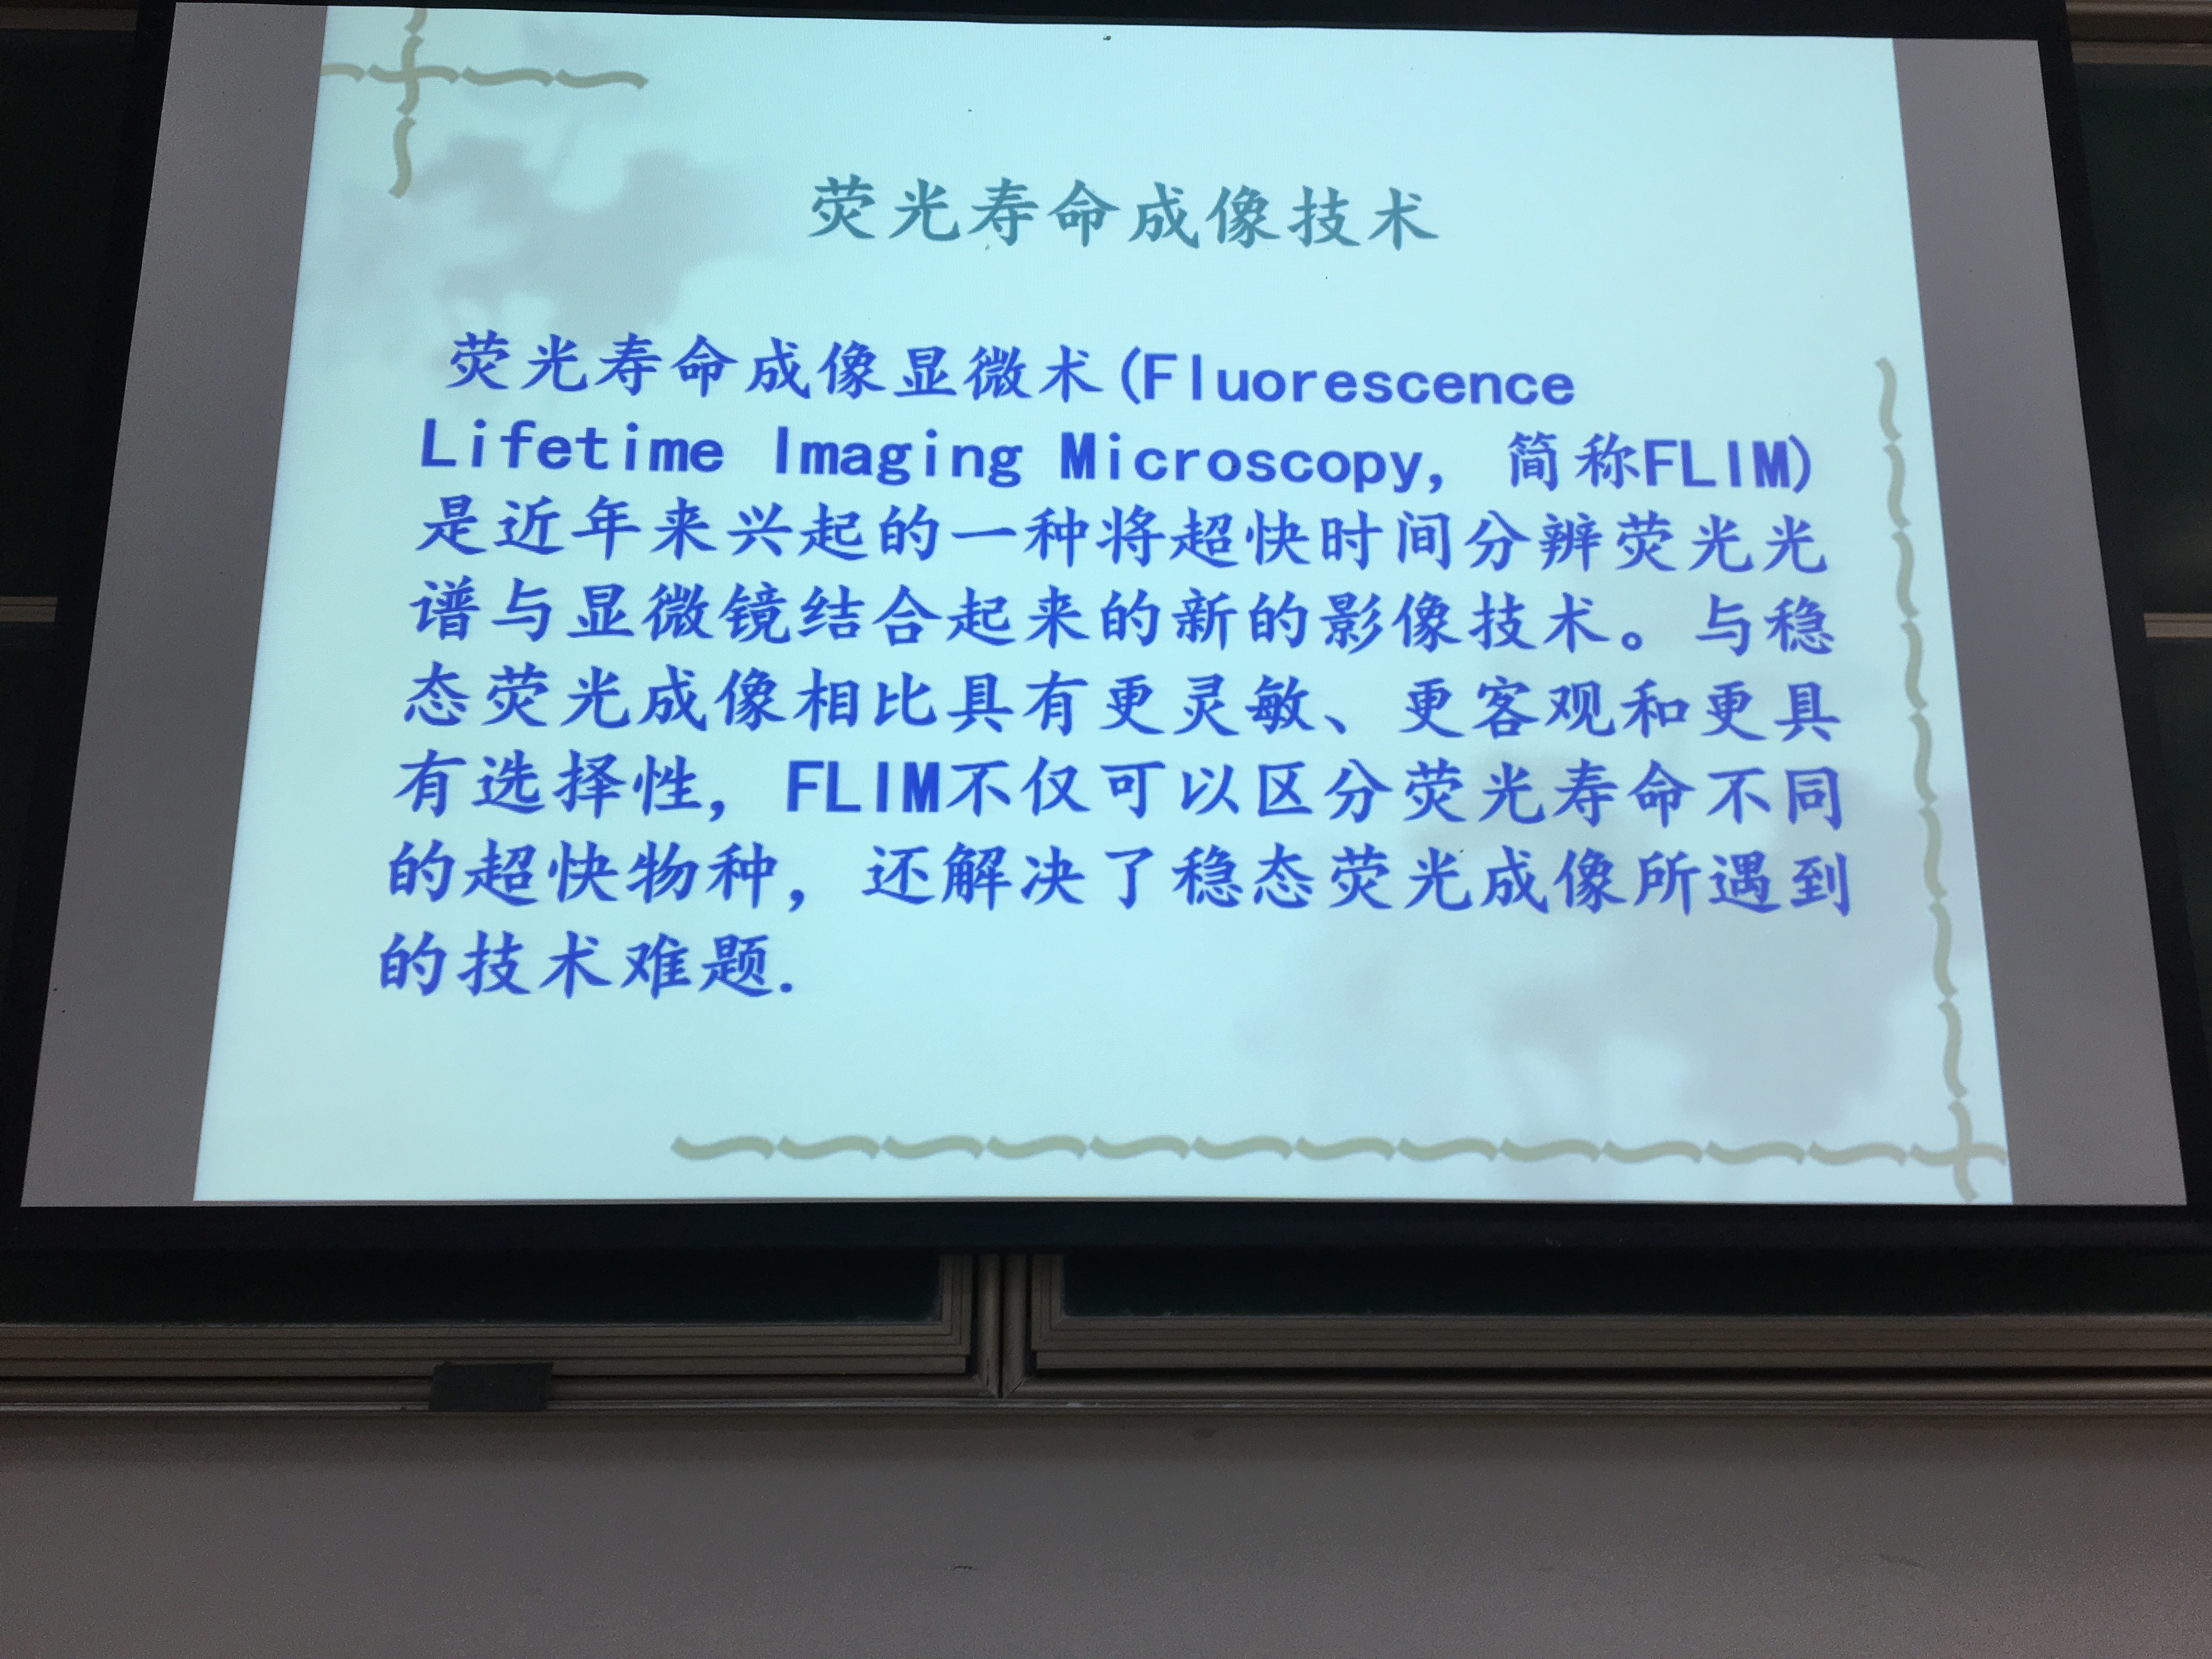 荧光寿命成像技术
荧光寿命成像显微术(Fluorescence
Lifetime Imaging Microscopy，简称FLIM)
是近年来兴起的一种将超快时间分辨荧光光
谱与显微镜结合起来的新的影像技术。与稳
态荧光成像相比具有更灵敏、更客观和更具
有选择性，FLIM不仅可以区分荧光寿命不同
的超快物种，还解决了稳态荧光成像所遇到
的技术难题.